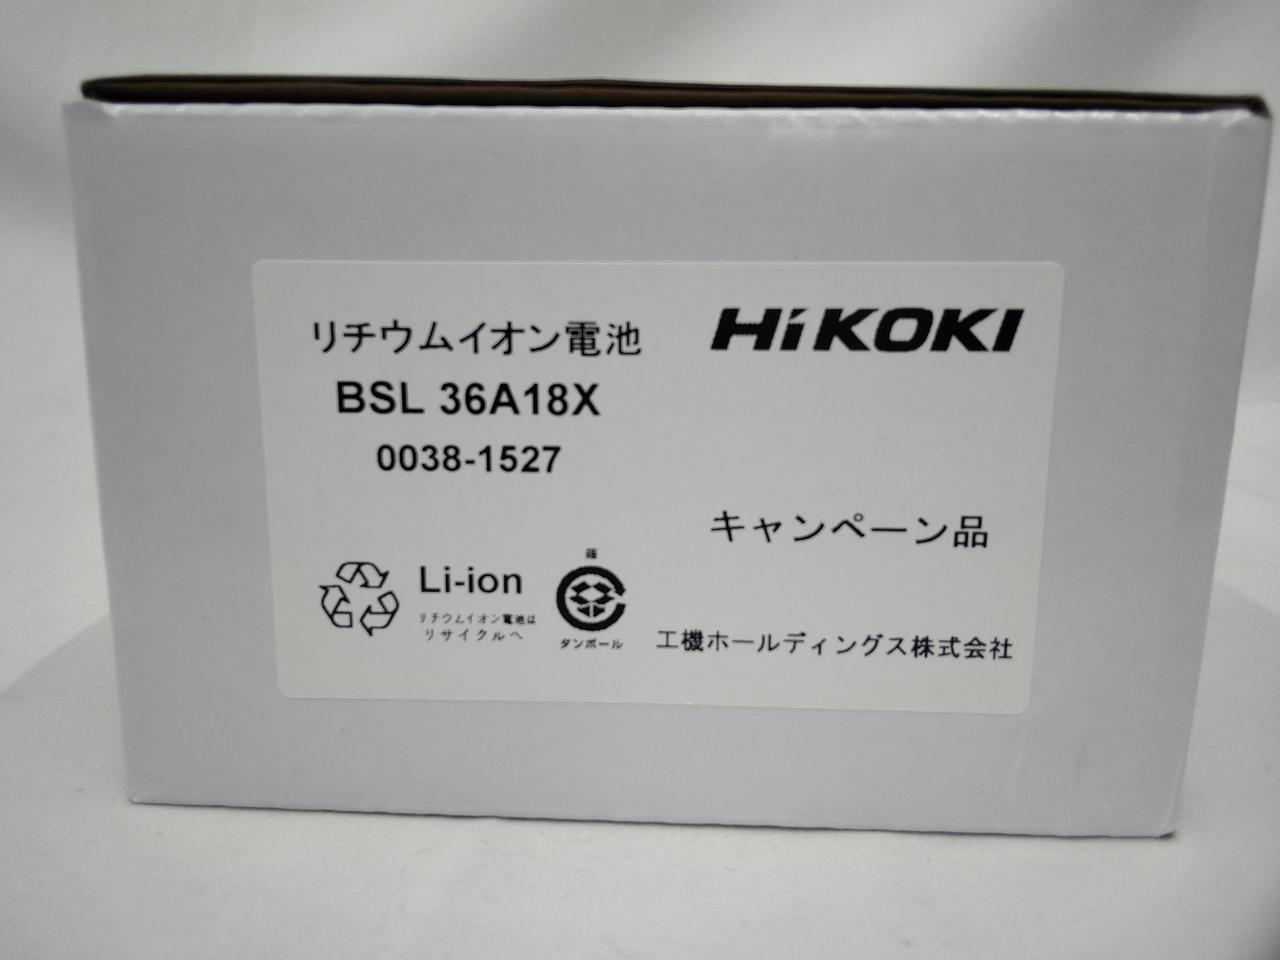 リチウムイオン電池
HiKOKI
BSL 36A18X
0038-1527
キャンペーン品
Li-ion
リチウムイオン電池は
リサイクルへ
箱
ダンボール
工機ホールディングス株式会社